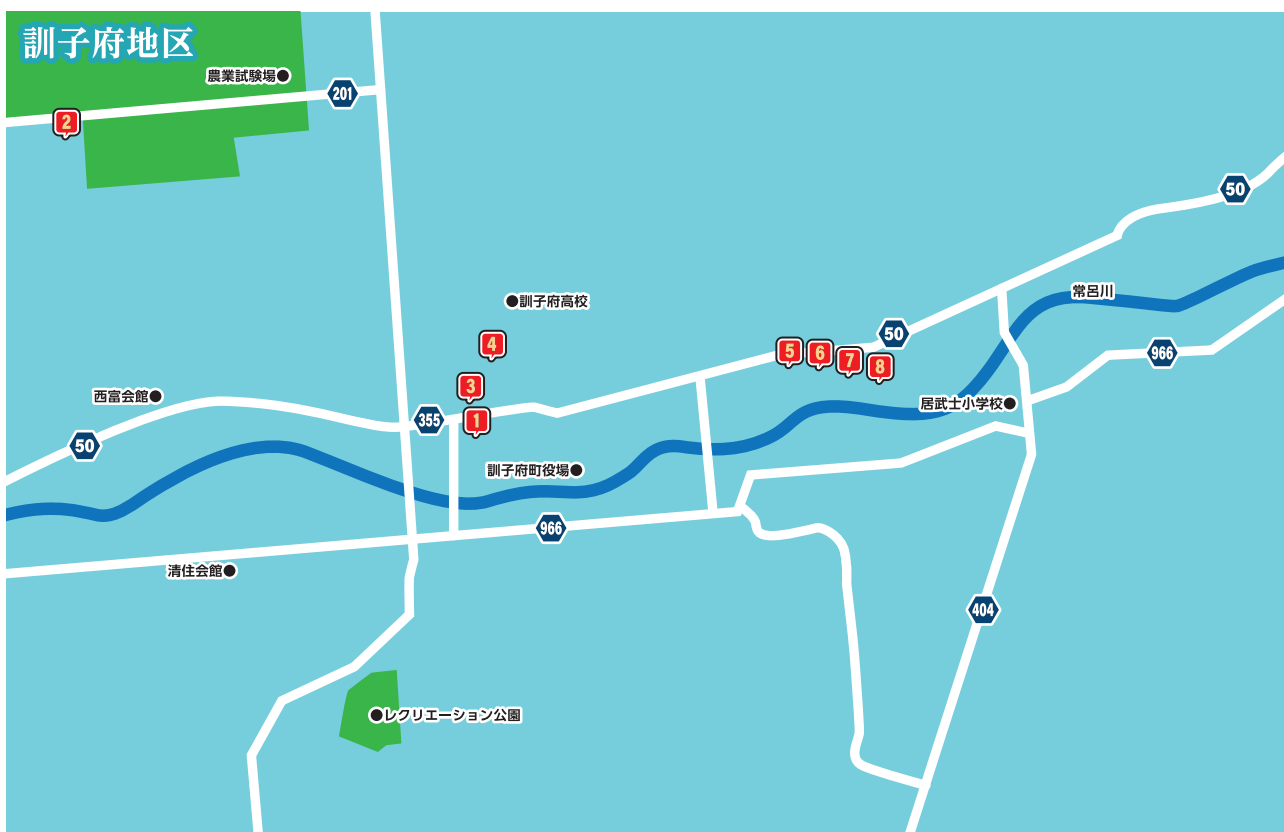 訓子府地区
農業試験場
201
2
50
訓子府高校
常呂川
4
50
5
6
7
8
966
3
西富会館
居武士小学校
355
1
50
訓子府町役場
966
清住会館
404
レクリエーション公園